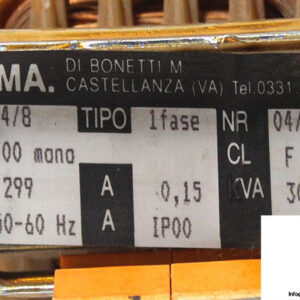 MA. DI BONETTI M
CASTELLANZA (VA) Tel.0331
4/8 TIPO 1fase NR 04/
00 mono CL F
299 A 0,15 KVA 30
50-60 Hz A IP00